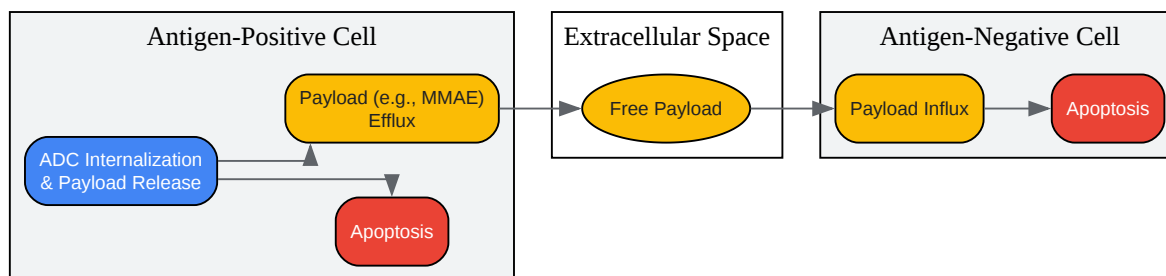 Antigen-Positive Cell
ADC Internalization
& Payload Release
Payload (e.g., MMAE)
Efflux
Apoptosis
Extracellular Space
Free Payload
Antigen-Negative Cell
Payload Influx
Apoptosis